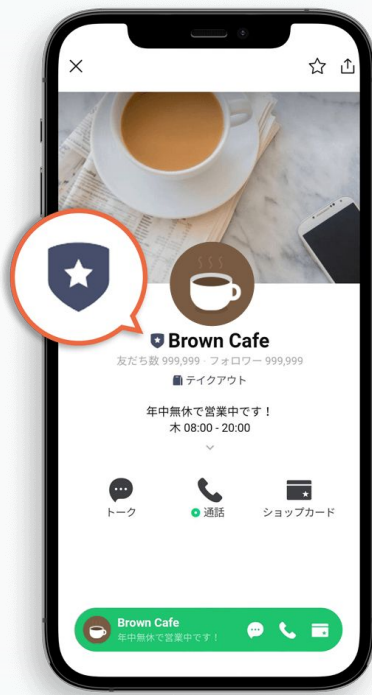 Brown Cafe
友だち数 999,999 · フォロワー 999,999
テイクアウト
年中無休で営業中です！
木 08:00 - 20:00
トーク
通話
ショップカード
Brown Cafe
年中無休で営業中です！